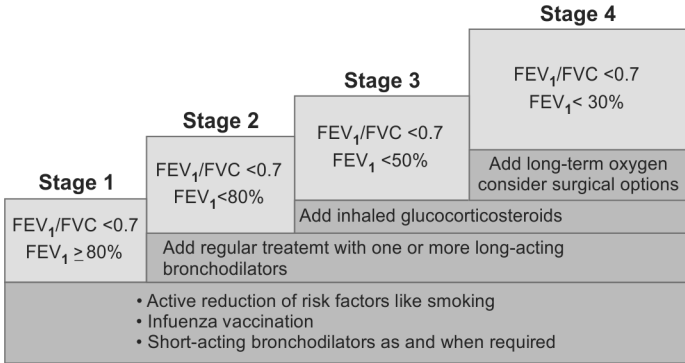 Stage 1
FEV1/FVC <0.7
FEV1 ≥80%
Stage 2
FEV1/FVC <0.7
FEV1<80%
Stage 3
FEV1/FVC <0.7
FEV1 <50%
Stage 4
FEV1/FVC <0.7
FEV1< 30%
Add long-term oxygen
consider surgical options
Add inhaled glucocorticosteroids
Add regular treatemt with one or more long-acting
bronchodilators
• Active reduction of risk factors like smoking
• Infuenza vaccination
• Short-acting bronchodilators as and when required